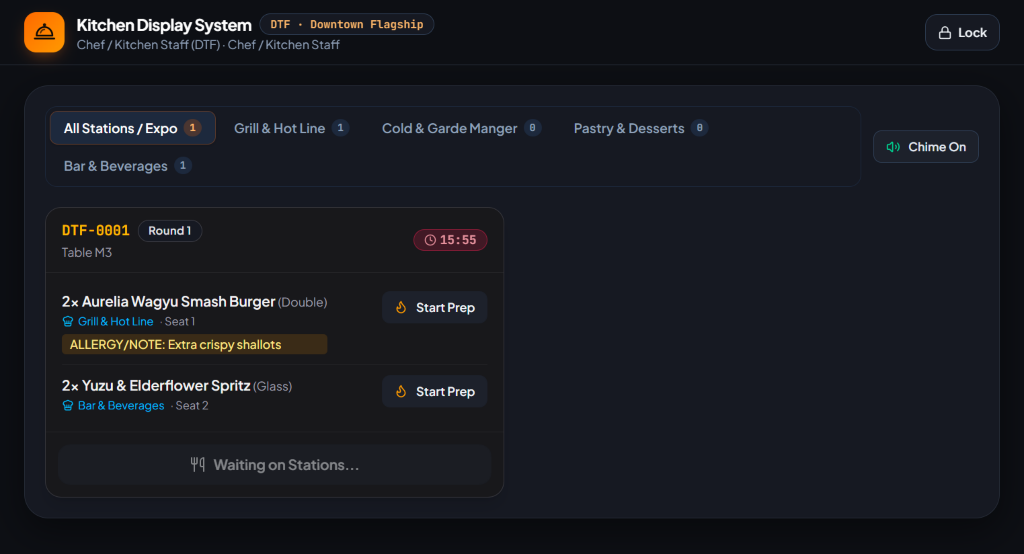 Kitchen Display System DTF · Downtown Flagship
Chef / Kitchen Staff (DTF) · Chef / Kitchen Staff
Lock
All Stations / Expo 1 Grill & Hot Line 1 Cold & Garde Manger 0 Pastry & Desserts 0
Bar & Beverages 1
Chime On
DTF-0001 Round 1
Table M3
15:55
2× Aurelia Wagyu Smash Burger (Double)
Grill & Hot Line · Seat 1
ALLERGY/NOTE: Extra crispy shallots
Start Prep
2× Yuzu & Elderflower Spritz (Glass)
Bar & Beverages · Seat 2
Start Prep
Waiting on Stations...